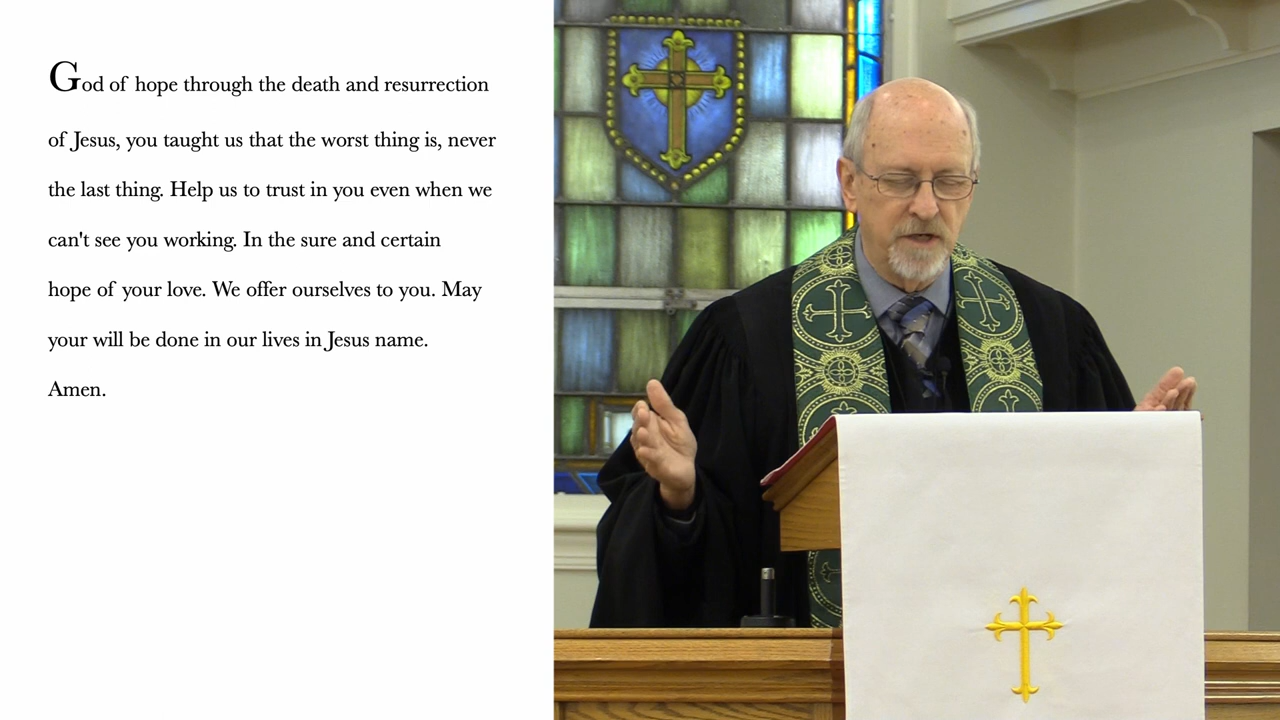 God of hope through the death and resurrection
of Jesus, you taught us that the worst thing is, never
the last thing. Help us to trust in you even when we
can't see you working. In the sure and certain
hope of your love. We offer ourselves to you. May
your will be done in our lives in Jesus name.
Amen.